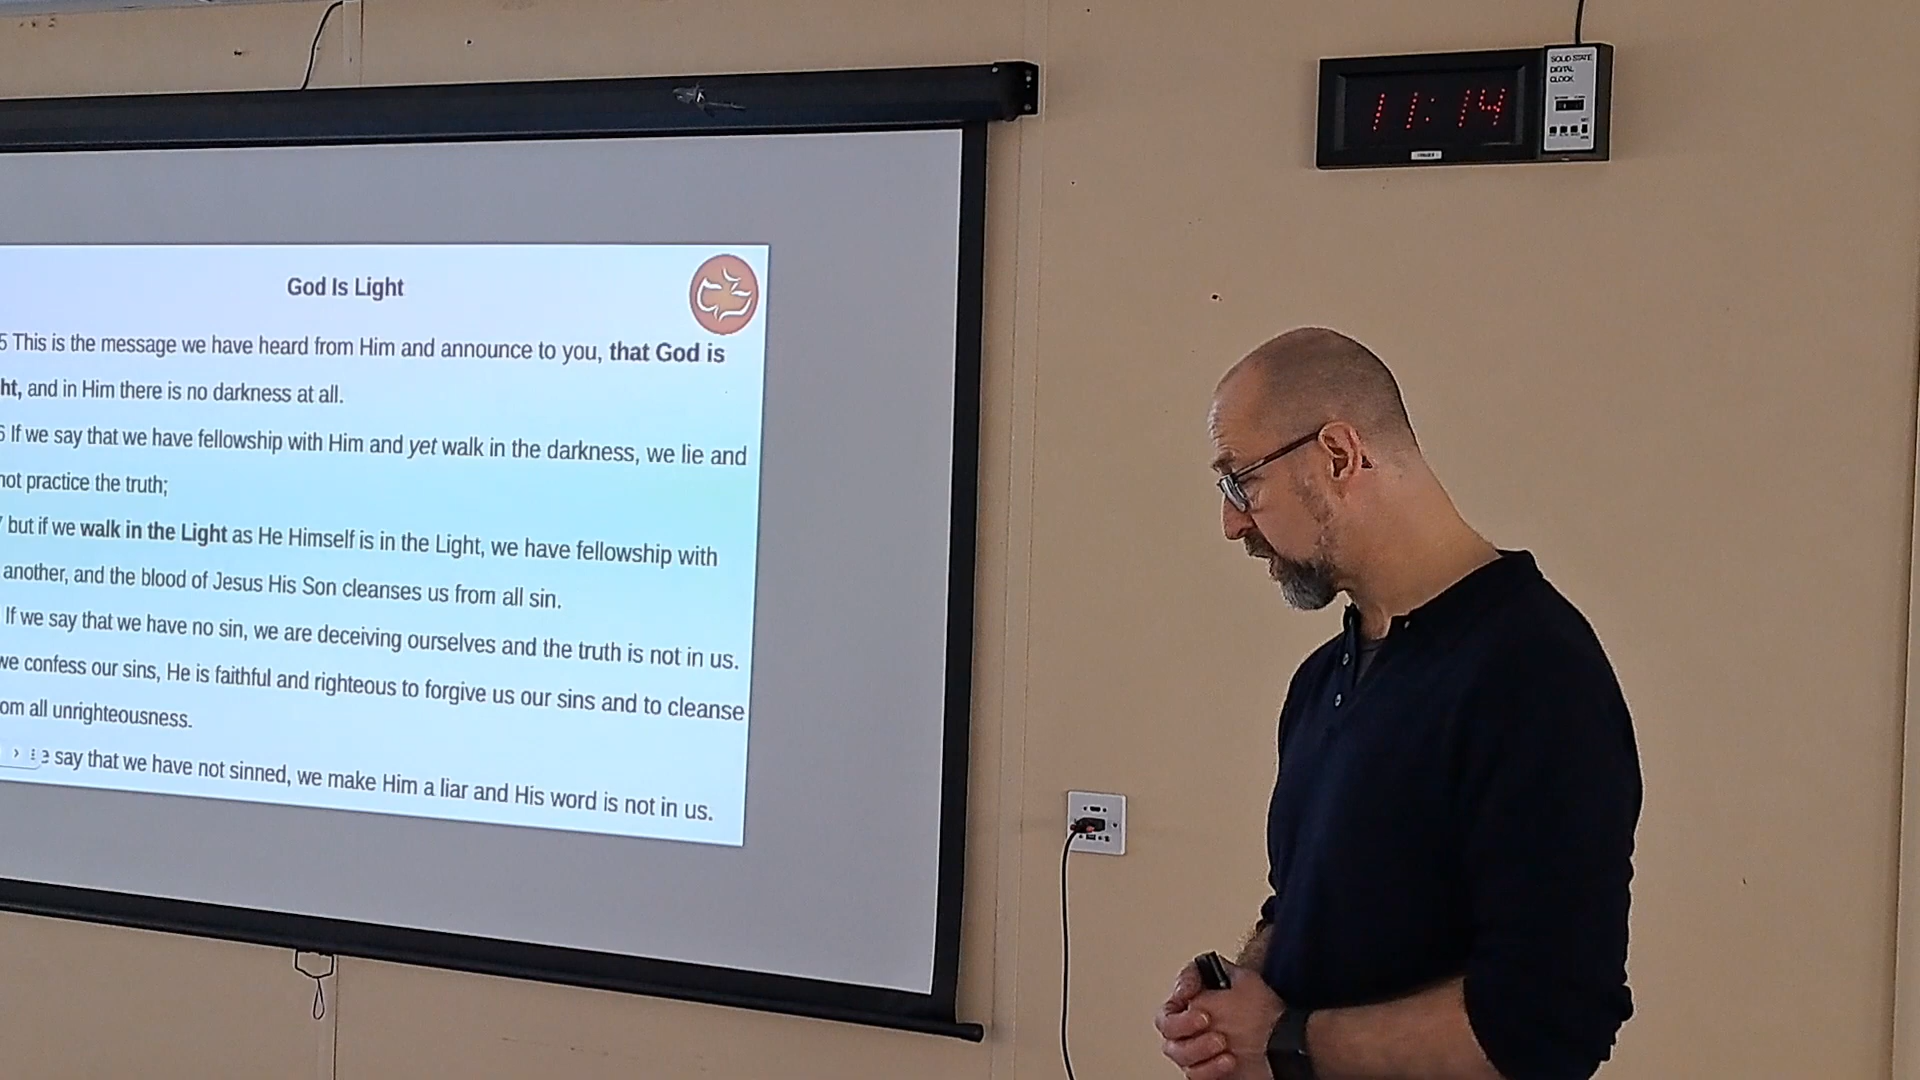 SOLID STATE
DIGITAL
CLOCK
11:14
God Is Light
5 This is the message we have heard from Him and announce to you, that God is
ht, and in Him there is no darkness at all.
6 If we say that we have fellowship with Him and yet walk in the darkness, we lie and
not practice the truth;
but if we walk in the Light as He Himself is in the Light, we have fellowship with
another, and the blood of Jesus His Son cleanses us from all sin.
If we say that we have no sin, we are deceiving ourselves and the truth is not in us.
we confess our sins, He is faithful and righteous to forgive us our sins and to cleanse
om all unrighteousness.
e say that we have not sinned, we make Him a liar and His word is not in us.